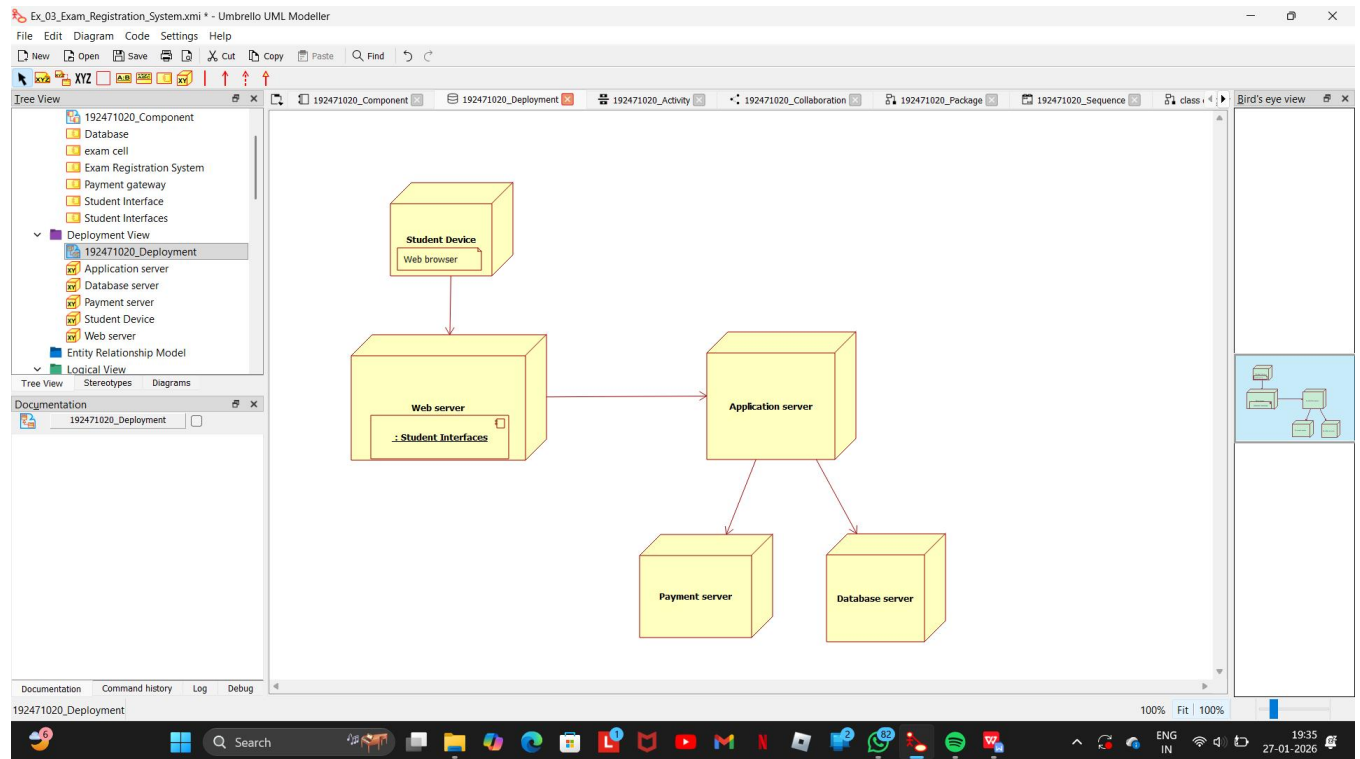 Ex_03_Exam_Registration_System.xmi * - Umbrello UML Modeller
File Edit Diagram Code Settings Help
New Open Save Cut Copy Paste Find
XYZ XYZ A:B
Tree View
192471020_Component 192471020_Deployment 192471020_Activity 192471020_Collaboration 192471020_Package 192471020_Sequence class
Bird's eye view
192471020_Component
Database
exam cell
Exam Registration System
Payment gateway
Student Interface
Student Interfaces
Deployment View
192471020_Deployment
Application server
Database server
Payment server
Student Device
Web server
Entity Relationship Model
Logical View
Tree View Stereotypes Diagrams
Documentation
192471020_Deployment
Student Device
Web browser
Web server
: Student Interfaces
Application server
Payment server
Database server
Documentation Command history Log Debug
192471020_Deployment
100% Fit 100%
6
Search
2
82
ENG
IN
19:35
27-01-2026